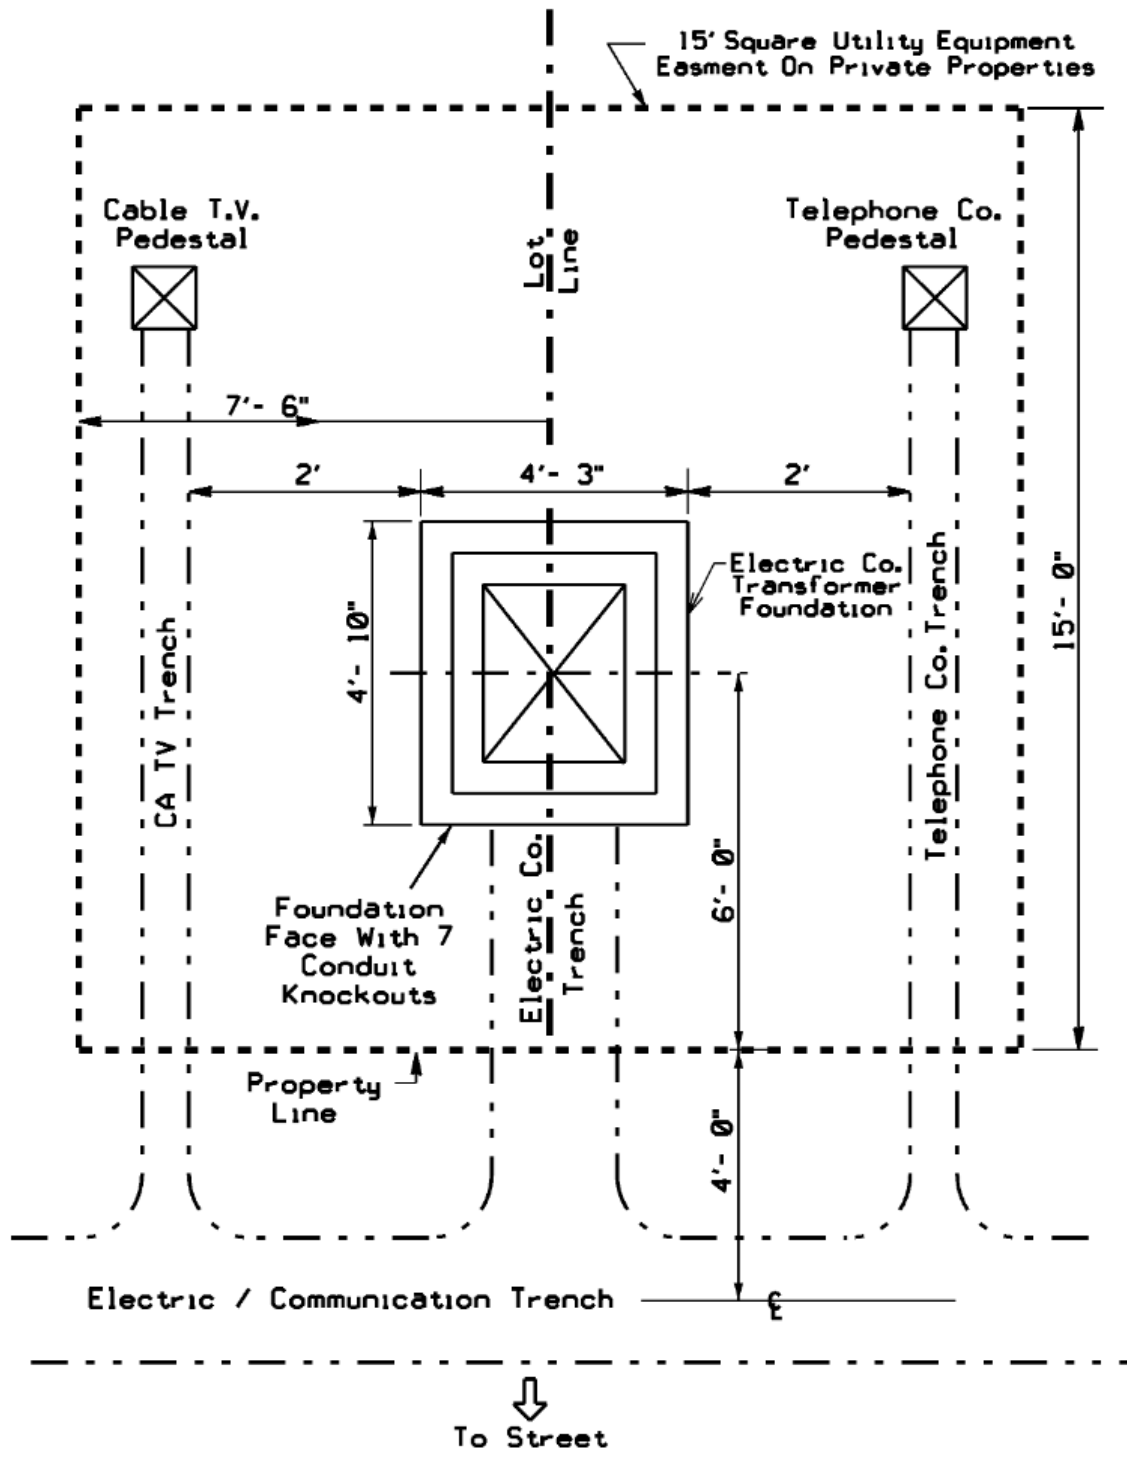 15' Square Utility Equipment
Easment On Private Properties
Cable T.V.
Pedestal
Telephone Co.
Pedestal
Lot
Line
7'- 6"
2'
4'- 3"
2'
Electric Co.
Transformer
Foundation
4'- 10"
15'- 0"
CA TV Trench
Telephone Co. Trench
6'- 0"
Electric Co.
Trench
Foundation
Face With 7
Conduit
Knockouts
Property
Line
4'- 0"
Electric / Communication Trench
℄
To Street